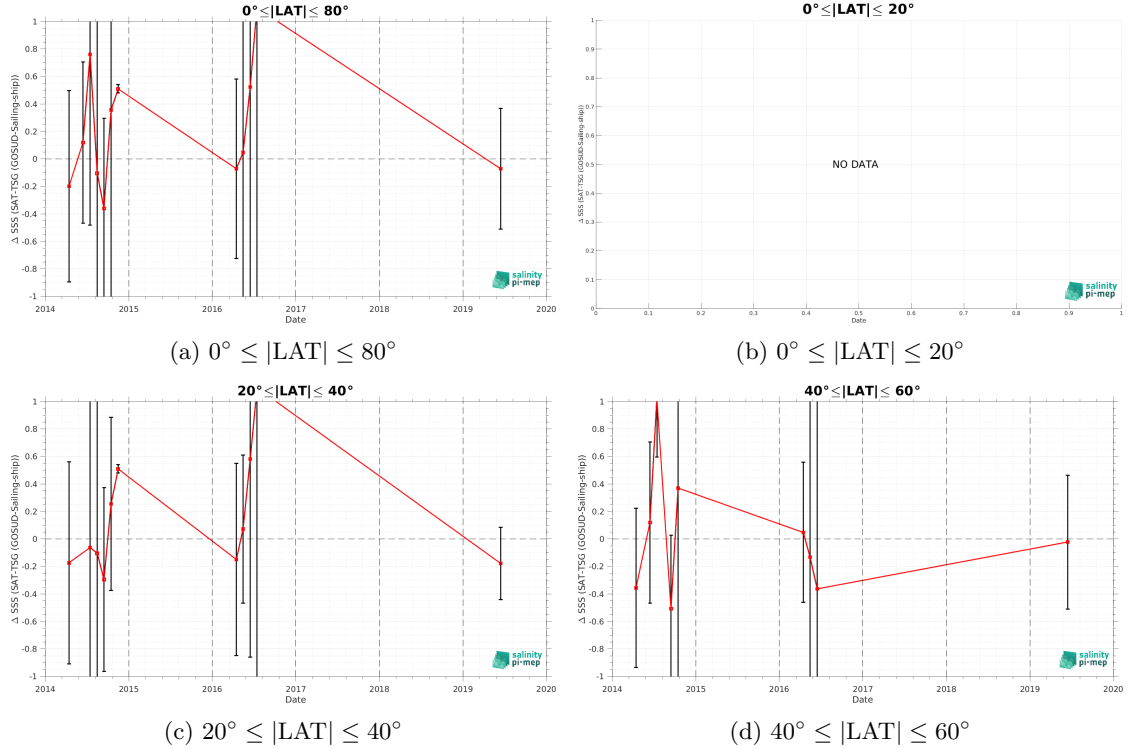 0°≤|LAT|≤ 80°
Δ SSS (SAT-TSG (GOSUD-Sailing-ship))
1
0.8
0.6
0.4
0.2
0
-0.2
-0.4
-0.6
-0.8
-1
2014 2015 2016 2017 2018 2019 2020
Date
salinity
pi-mep
(a) 0° ≤ |LAT| ≤ 80°
0°≤|LAT|≤ 20°
Δ SSS (SAT-TSG (GOSUD-Sailing-ship))
1
0.9
0.8
0.7
0.6
0.5
0.4
0.3
0.2
0.1
0
NO DATA
0 0.1 0.2 0.3 0.4 0.5 0.6 0.7 0.8 0.9 1
Date
salinity
pi-mep
(b) 0° ≤ |LAT| ≤ 20°
20°≤|LAT|≤ 40°
Δ SSS (SAT-TSG (GOSUD-Sailing-ship))
1
0.8
0.6
0.4
0.2
0
-0.2
-0.4
-0.6
-0.8
-1
2014 2015 2016 2017 2018 2019 2020
Date
salinity
pi-mep
(c) 20° ≤ |LAT| ≤ 40°
40°≤|LAT|≤ 60°
Δ SSS (SAT-TSG (GOSUD-Sailing-ship))
1
0.8
0.6
0.4
0.2
0
-0.2
-0.4
-0.6
-0.8
-1
2014 2015 2016 2017 2018 2019 2020
Date
salinity
pi-mep
(d) 40° ≤ |LAT| ≤ 60°